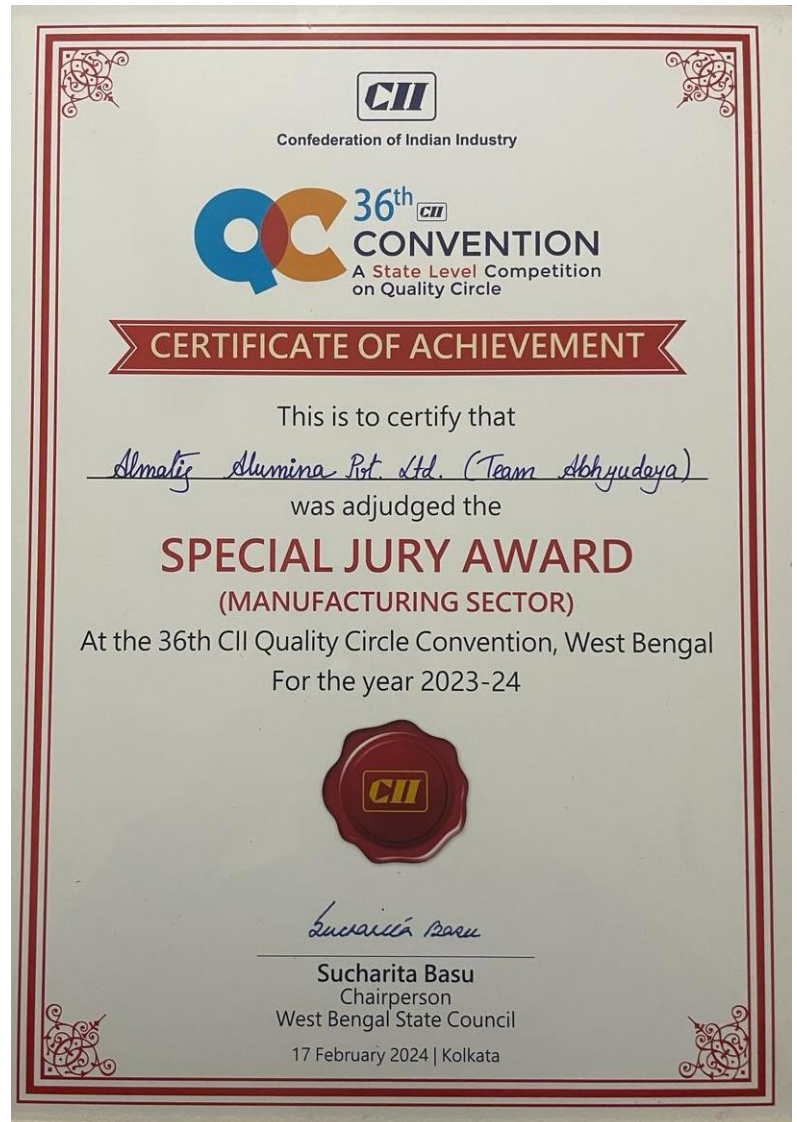 CII
Confederation of Indian Industry
QC 36th CII
CONVENTION
A State Level Competition
on Quality Circle
CERTIFICATE OF ACHIEVEMENT
This is to certify that
Almatis Alumina Pvt. Ltd. (Team Abhyudaya)
was adjudged the
SPECIAL JURY AWARD
(MANUFACTURING SECTOR)
At the 36th CII Quality Circle Convention, West Bengal
For the year 2023-24
CII
Sucharita Basu
Sucharita Basu
Chairperson
West Bengal State Council
17 February 2024 | Kolkata